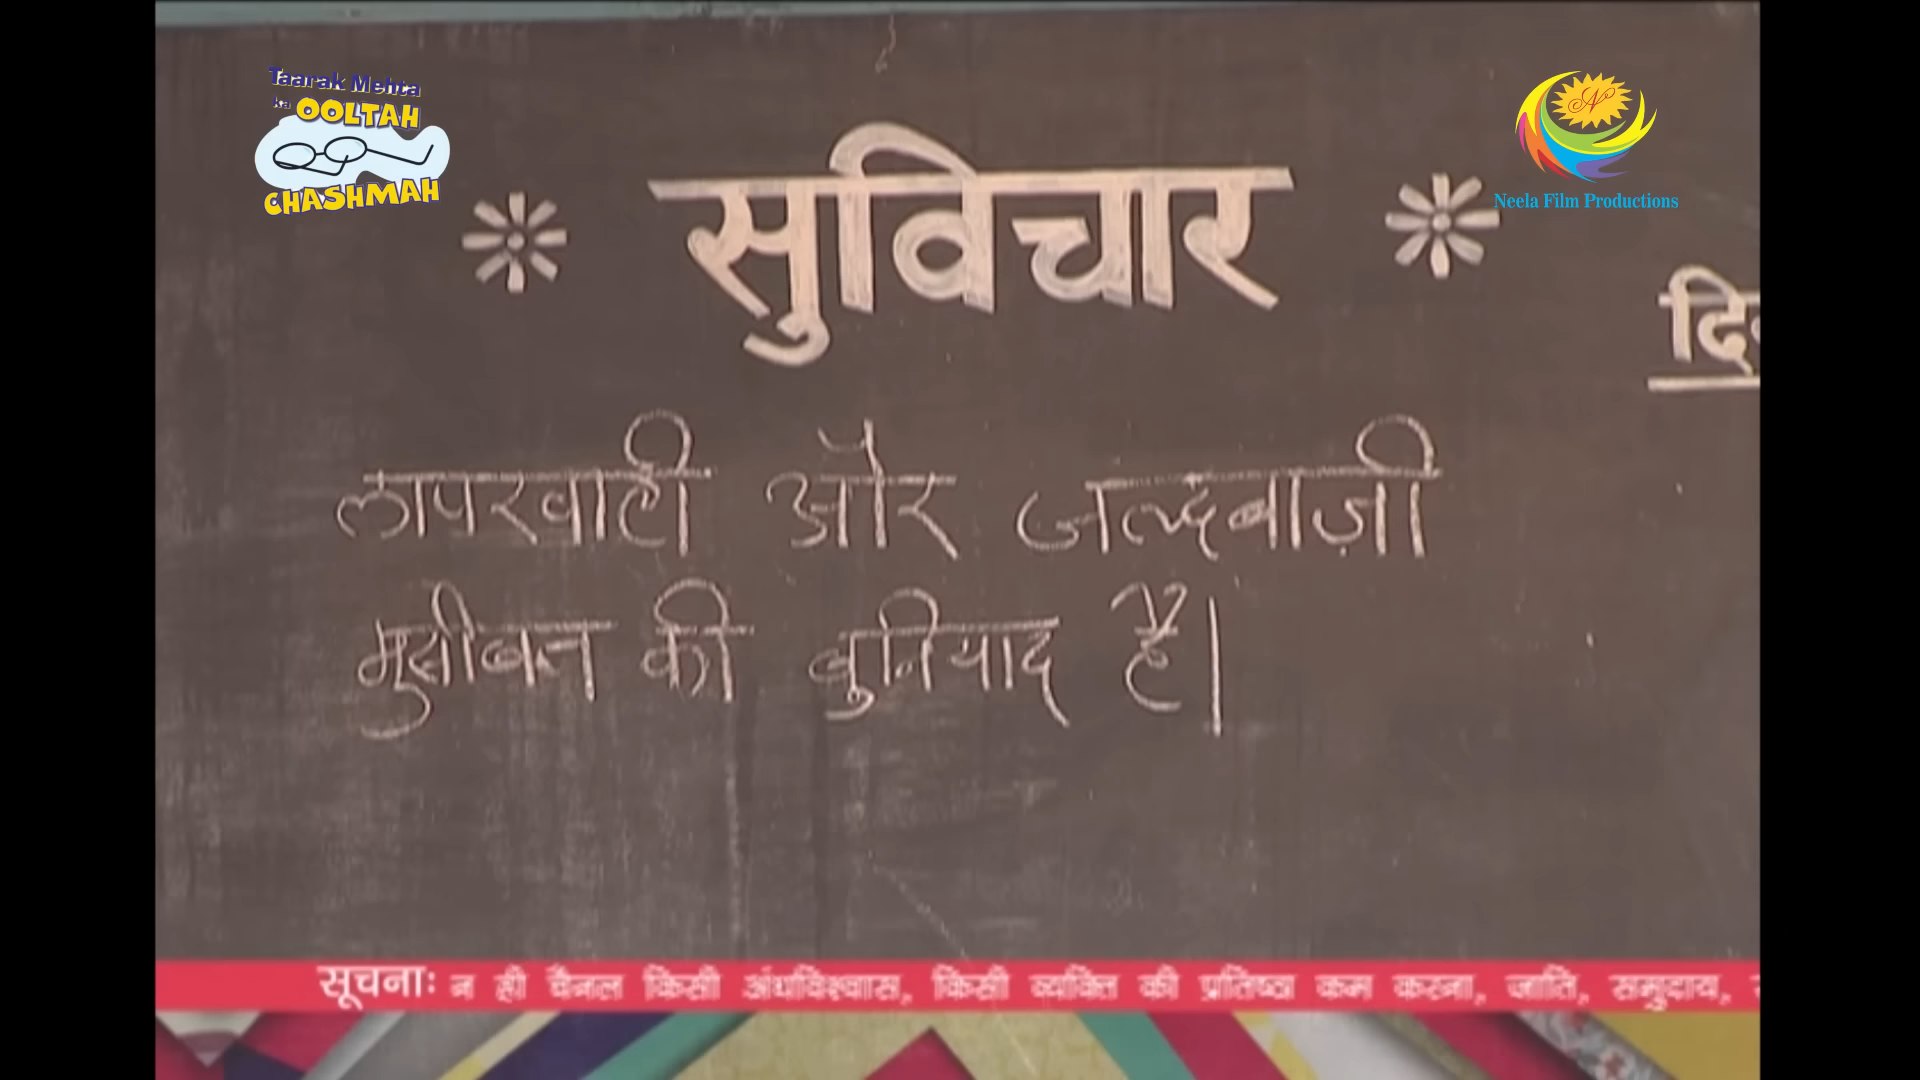 Taarak Mehta
ka OOLTAH
CHASHMAH
Neela Film Productions
सुविचार
लापरवाही और जल्दबाज़ी
मुसीबत की बुनियाद है।
सूचनाः न ही चैनल किसी अंधविश्वास, किसी व्यक्ति की प्रतिष्ठा कम करना, जाति, समुदाय,